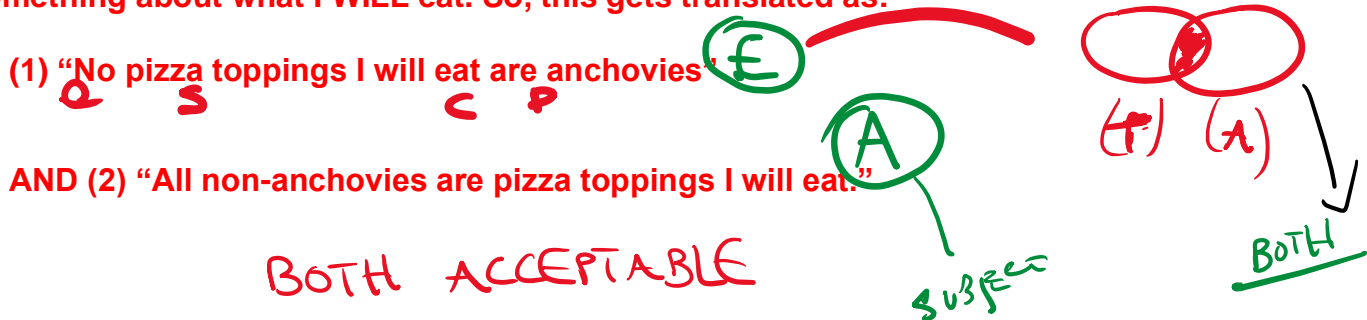 something about what I WILL eat. So, this gets translated as:
(1) “No pizza toppings I will eat are anchovies” E
Q S C P
(T) (A)
A
AND (2) “All non-anchovies are pizza toppings I will eat.”
BOTH ACCEPTABLE
SUBJECT
BOTH